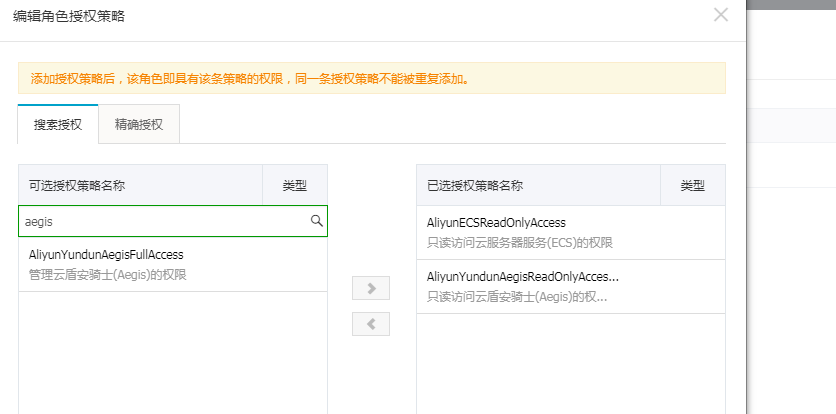 编辑角色授权策略
添加授权策略后，该角色即具有该条策略的权限，同一条授权策略不能被重复添加。
搜索授权 精确授权
可选授权策略名称 类型
aegis
AliyunYundunAegisFullAccess
管理云盾安骑士(Aegis)的权限
已选授权策略名称 类型
AliyunECSReadOnlyAccess
只读访问云服务器服务(ECS)的权限
AliyunYundunAegisReadOnlyAcces...
只读访问云盾安骑士(Aegis)的权...